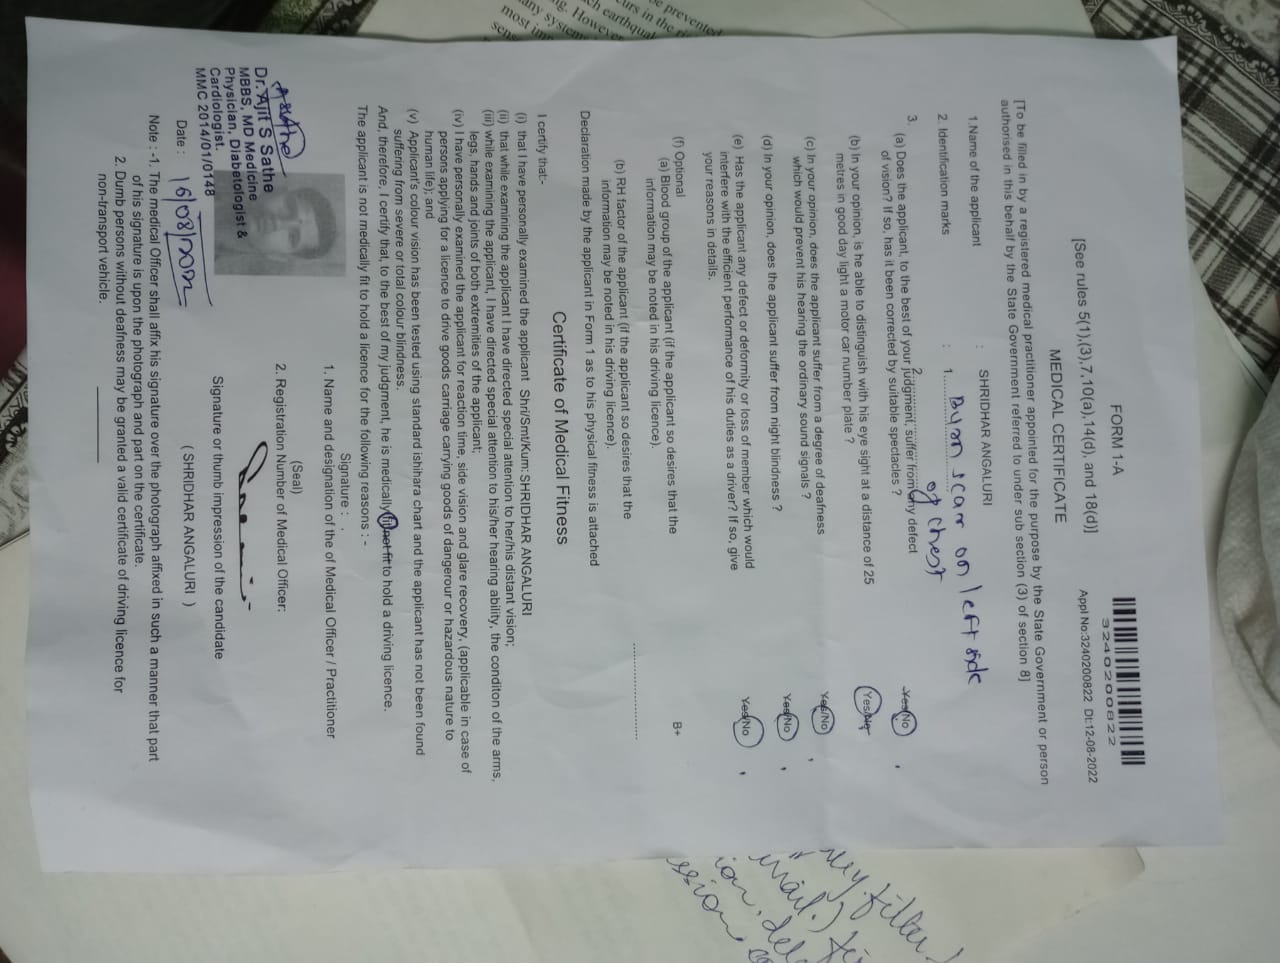 FORM 1-A
3240200822
[See rules 5(1),(3),7,10(a),14(d), and 18(d)]
Appl No:3240200822 Dt:12-08-2022
MEDICAL CERTIFICATE
[To be filled in by a registered medical practitioner appointed for the purpose by the State Government or person
authorised in this behalf by the State Government referred to under sub section (3) of section 8]
1.Name of the applicant : SHRIDHAR ANGALURI
2. Identification marks : 1. Burn scar on left side
of chest
2.
3.
(a) Does the applicant, to the best of your judgment, suffer from any defect Yes/No
of vision? If so, has it been corrected by suitable spectacles ?
(b) In your opinion, is he able to distinguish with his eye sight at a distance of 25 Yes/No
metres in good day light a motor car number plate ?
(c) In your opinion, does the applicant suffer from a degree of deafness Yes/No
which would prevent his hearing the ordinary sound signals ?
(d) In your opinion, does the applicant suffer from night blindness ? Yes/No
(e) Has the applicant any defect or deformity or loss of member which would Yes/No
interfere with the efficient performance of his duties as a driver? If so, give
your reasons in details.
(f) Optional
(a) Blood group of the applicant (if the applicant so desires that the B+
information may be noted in his driving licence).
(b) RH factor of the applicant (if the applicant so desires that the
information may be noted in his driving licence).
Declaration made by the applicant in Form 1 as to his physical fitness is attached
Certificate of Medical Fitness
I certify that:-
(i) that I have personally examined the applicant Shri/Smt/Kum: SHRIDHAR ANGALURI
(ii) that while examining the applicant I have directed special attention to her/his distant vision;
(iii) while examining the applicant, I have directed special attention to his/her hearing ability, the conditon of the arms,
legs, hands and joints of both extremities of the applicant;
(iv) I have personally examined the applicant for reaction time, side vision and glare recovery, (applicable in case of
persons applying for a licence to drive goods carriage carrying goods of dangerour or hazardous nature to
human life); and
(v) Applicant's colour vision has been tested using standard ishihara chart and the applicant has not been found
suffering from severe or total colour blindness.
And, therefore, I certify that, to the best of my judgment, he is medically fit/not fit to hold a driving licence.
The applicant is not medically fit to hold a licence for the following reasons : -
Signature :
1. Name and designation of the of Medical Officer / Practitioner
(Seal)
2. Registration Number of Medical Officer:
Dr. Ajit S Sathe
MBBS, MD Medicine
Physician, Diabetologist &
Cardiologist.
MMC 2014/01/0148
Signature or thumb impression of the candidate
( SHRIDHAR ANGALURI )
Date : 16/08/2022
Note : -1. The medical Officer shall affix his signature over the photograph affixed in such a manner that part
of his signature is upon the photograph and part on the certificate.
2. Dumb persons without deafness may be granted a valid certificate of driving licence for
non-transport vehicle.